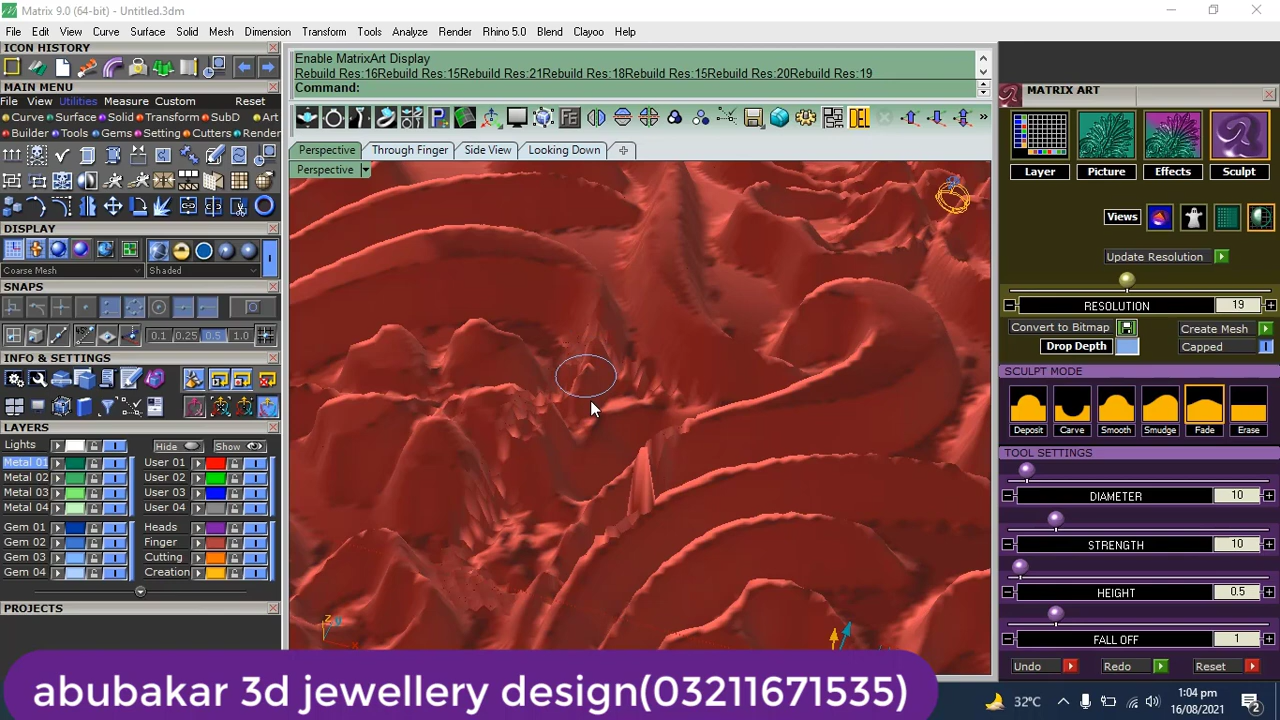 Matrix 9.0 (64-bit) - Untitled.3dm
File Edit View Curve Surface Solid Mesh Dimension Transform Tools Analyze Render Rhino 5.0 Blend Clayoo Help
ICON HISTORY
MAIN MENU
File View Utilities Measure Custom Reset
Curve Surface Solid Transform SubD Art
Builder Tools Gems Setting Cutters Render
DISPLAY
Coarse Mesh Shaded
SNAPS
0.1 0.25 0.5 1.0
INFO & SETTINGS
LAYERS
Lights Hide Show
Metal 01 User 01
Metal 02 User 02
Metal 03 User 03
Metal 04 User 04
Gem 01 Heads
Gem 02 Finger
Gem 03 Cutting
Gem 04 Creation
PROJECTS
Enable MatrixArt Display
Rebuild Res:16Rebuild Res:15Rebuild Res:21Rebuild Res:18Rebuild Res:15Rebuild Res:20Rebuild Res:19
Command:
DEL
Perspective Through Finger Side View Looking Down
Perspective
z
y
x
MATRIX ART
Layer Picture Effects Sculpt
Views
Update Resolution
RESOLUTION 19
Convert to Bitmap Create Mesh
Drop Depth Capped
SCULPT MODE
Deposit Carve Smooth Smudge Fade Erase
TOOL SETTINGS
DIAMETER 10
STRENGTH 10
HEIGHT 0.5
FALL OFF 1
Undo Redo Reset
abubakar 3d jewellery design(03211671535)
32°C
1:04 pm
16/08/2021
2